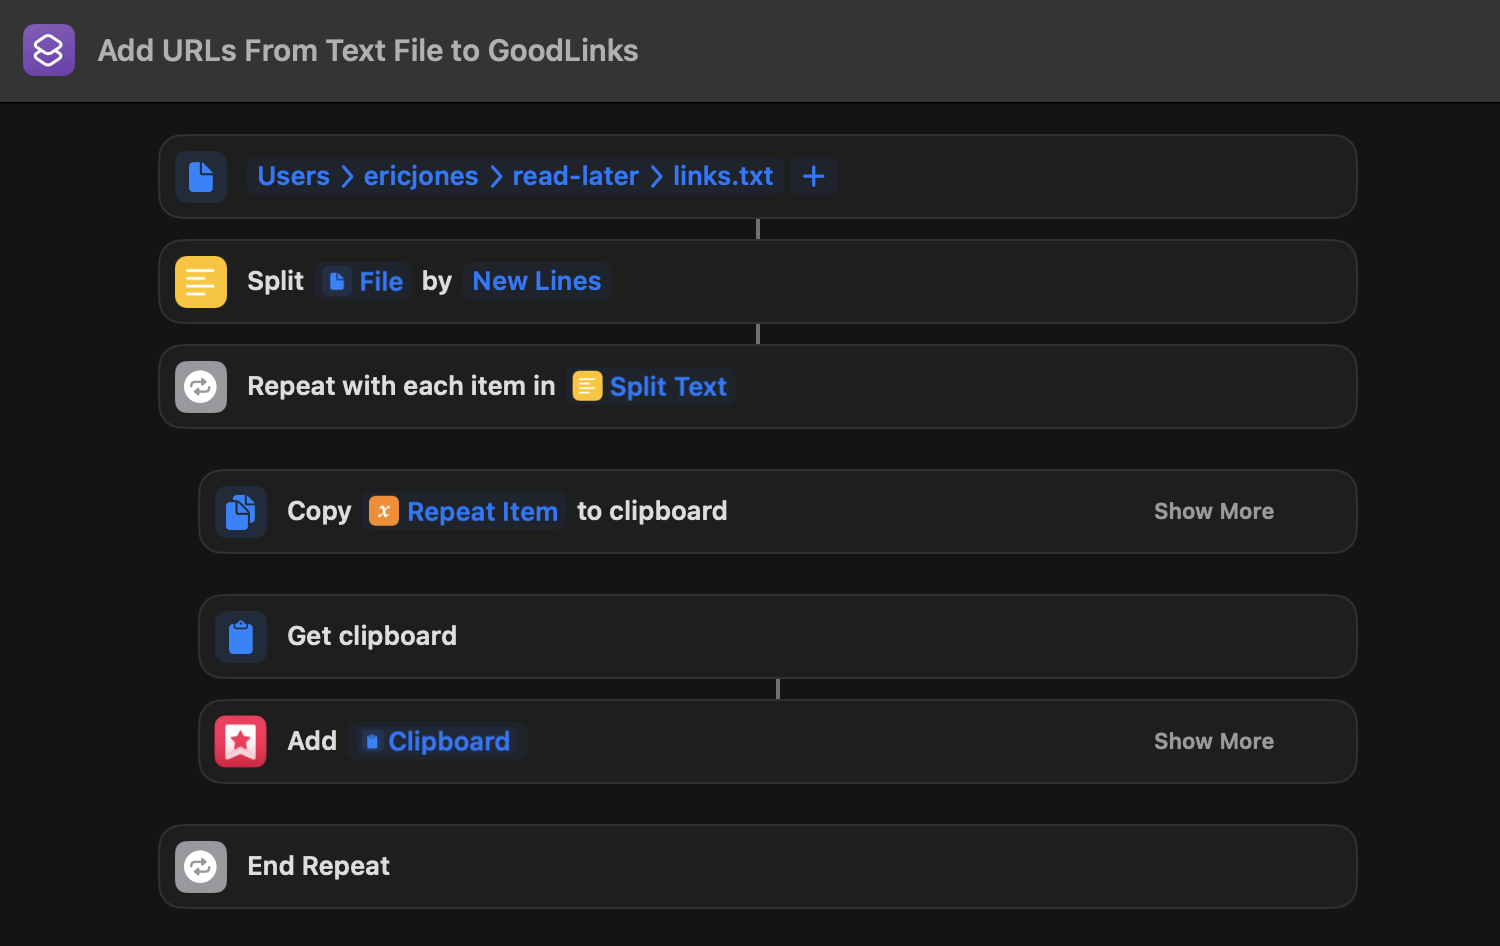 Add URLs From Text File to GoodLinks
Users > ericjones > read-later > links.txt +
Split File by New Lines
Repeat with each item in Split Text
Copy x Repeat Item to clipboard Show More
Get clipboard
Add Clipboard Show More
End Repeat